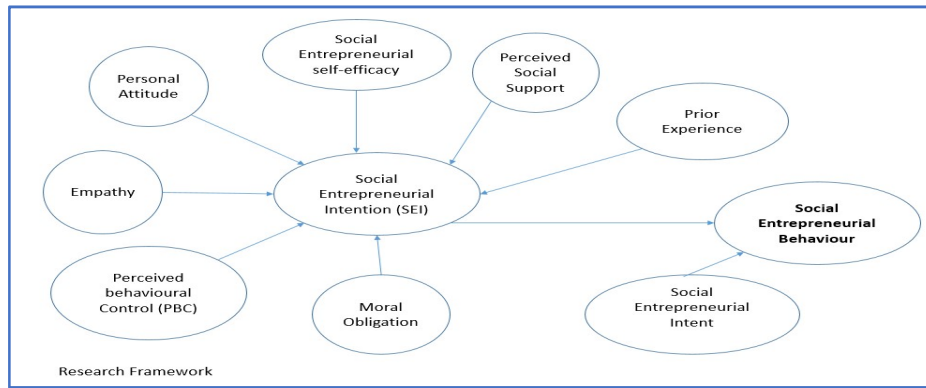 Social
Entrepreneurial
self-efficacy
Perceived
Social
Support
Personal
Attitude
Prior
Experience
Empathy
Social
Entrepreneurial
Intention (SEI)
Social
Entrepreneurial
Behaviour
Perceived
behavioural
Control (PBC)
Moral
Obligation
Social
Entrepreneurial
Intent
Research Framework